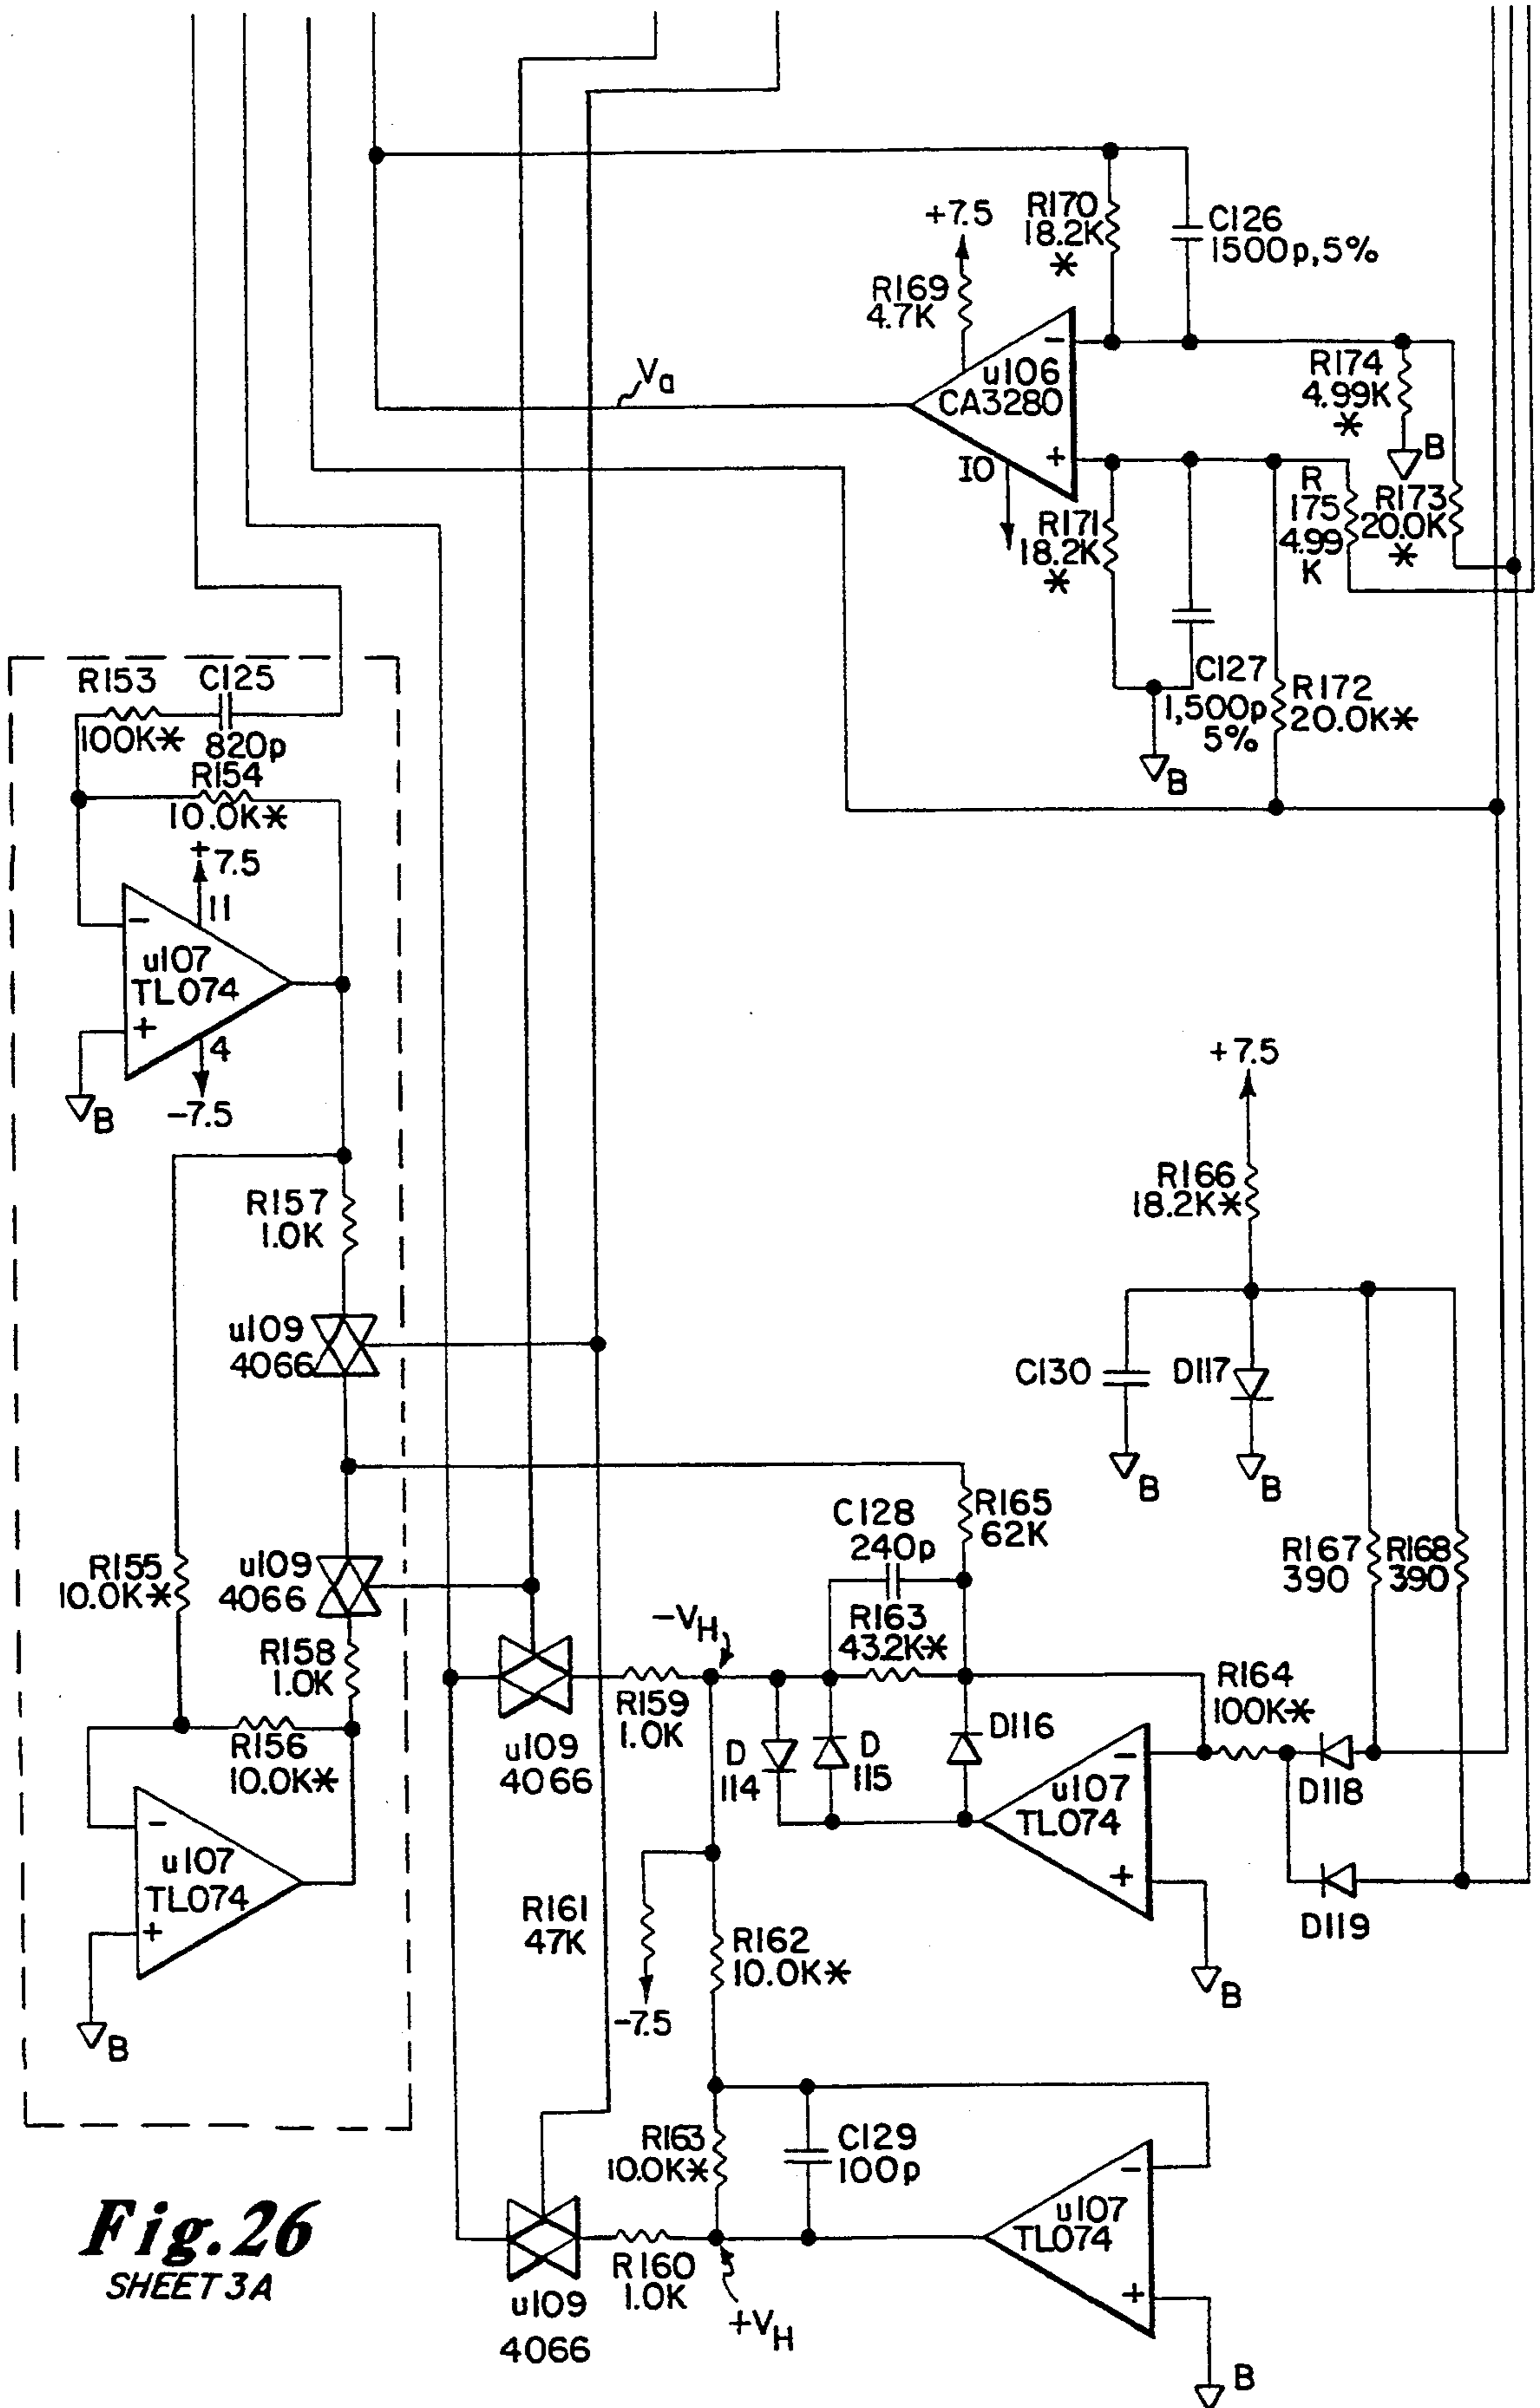 +7.5
R170
18.2K
*
C126
1500p,5%
R169
4.7K
-
u106
CA3280
Va
R174
4.99K
*
B
+
IO
R171
18.2K
*
R
175
4.99
K
R173
20.0K
*
C127
1,500p
5%
R172
20.0K*
B
R153
100K*
C125
820p
R154
10.0K*
+
7.5
11
-
u107
TL074
+
4
-7.5
B
+7.5
R166
18.2K*
R157
1.0K
u109
4066
C130
D117
B
B
R165
62K
C128
240p
R167
390
R168
390
R155
10.0K*
u109
4066
R163
43.2K*
-VH
R158
1.0K
R159
1.0K
R164
100K*
R156
10.0K*
u109
4066
D
114
D
115
D116
-
u107
TL074
+
D118
D119
-
u107
TL074
+
B
R161
47K
-7.5
R162
10.0K*
B
R163
10.0K*
C129
100p
-
u107
TL074
+
R160
1.0K
u109
4066
+VH
B
Fig.26
SHEET 3A